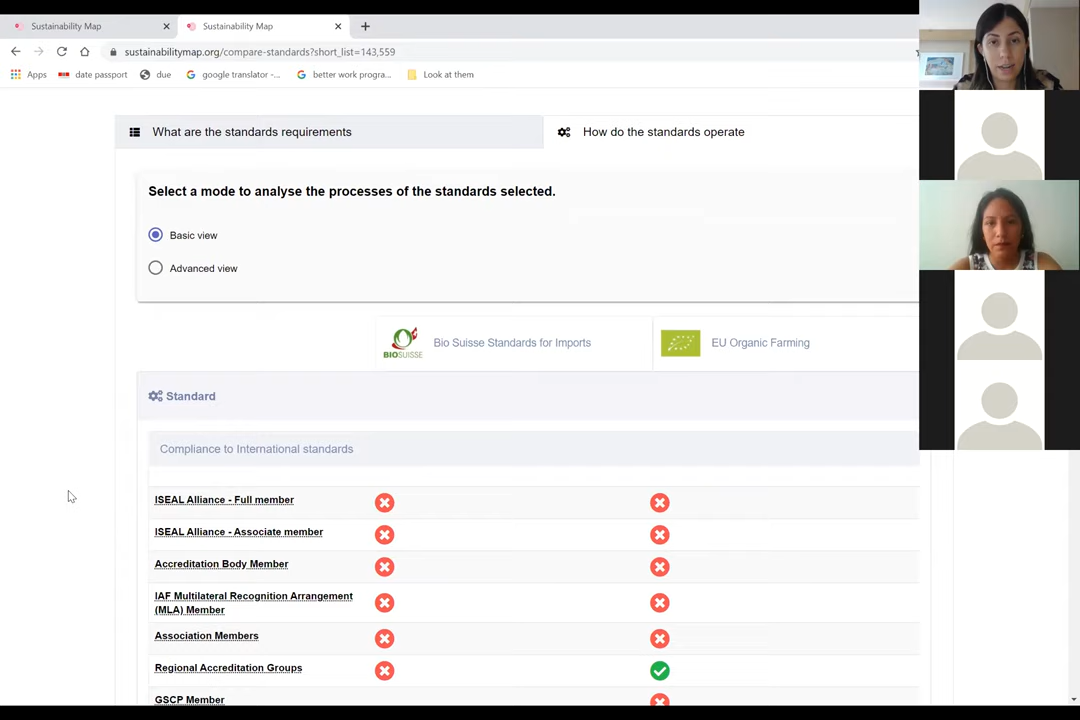 Sustainability Map
Sustainability Map
sustainabilitymap.org/compare-standards?short_list=143,559
Apps
date passport
due
google translator -...
better work progra...
Look at them
What are the standards requirements
How do the standards operate
Select a mode to analyse the processes of the standards selected.
Basic view
Advanced view
BIOSUISSE
Bio Suisse Standards for Imports
EU Organic Farming
Standard
Compliance to International standards
ISEAL Alliance - Full member
ISEAL Alliance - Associate member
Accreditation Body Member
IAF Multilateral Recognition Arrangement
(MLA) Member
Association Members
Regional Accreditation Groups
GSCP Member